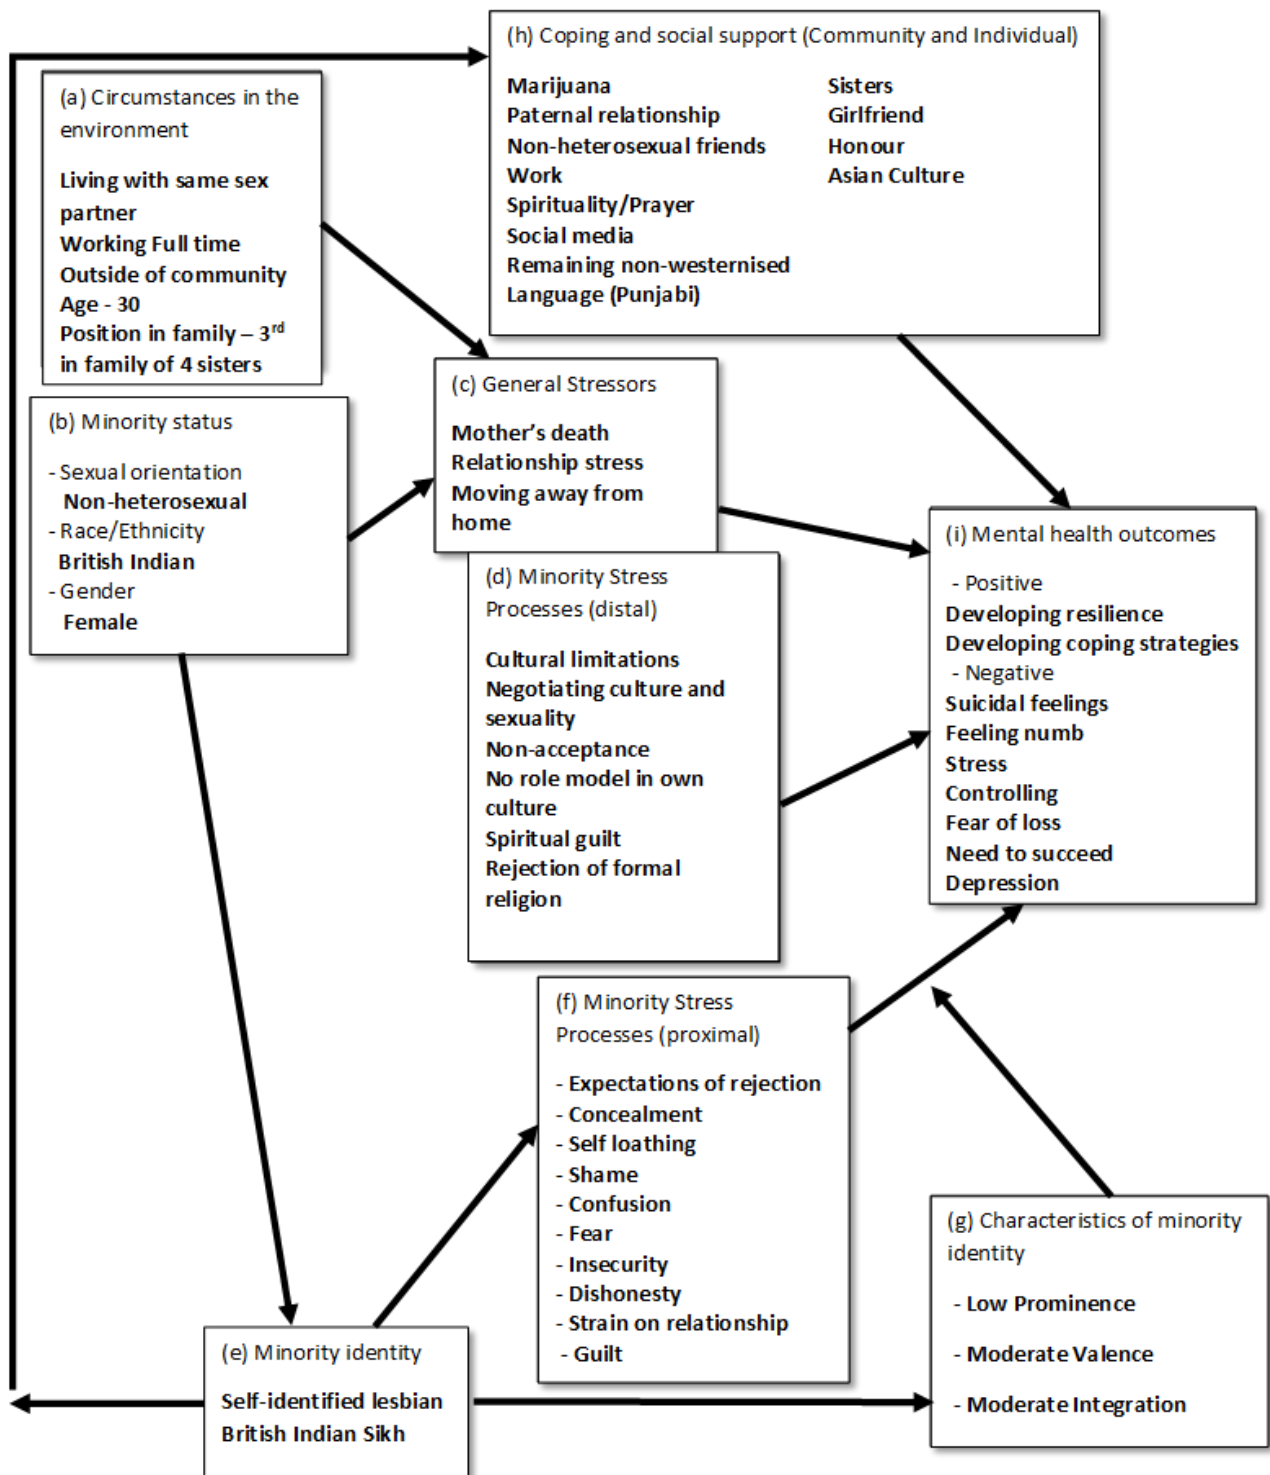 (h) Coping and social support (Community and Individual)
Marijuana
Paternal relationship
Non-heterosexual friends
Work
Spirituality/Prayer
Social media
Remaining non-westernised
Language (Punjabi)
Sisters
Girlfriend
Honour
Asian Culture
(a) Circumstances in the
environment
Living with same sex
partner
Working Full time
Outside of community
Age - 30
Position in family – 3rd
in family of 4 sisters
(b) Minority status
- Sexual orientation
Non-heterosexual
- Race/Ethnicity
British Indian
- Gender
Female
(c) General Stressors
Mother's death
Relationship stress
Moving away from
home
(d) Minority Stress
Processes (distal)
Cultural limitations
Negotiating culture and
sexuality
Non-acceptance
No role model in own
culture
Spiritual guilt
Rejection of formal
religion
(i) Mental health outcomes
- Positive
Developing resilience
Developing coping strategies
- Negative
Suicidal feelings
Feeling numb
Stress
Controlling
Fear of loss
Need to succeed
Depression
(f) Minority Stress
Processes (proximal)
- Expectations of rejection
- Concealment
- Self loathing
- Shame
- Confusion
- Fear
- Insecurity
- Dishonesty
- Strain on relationship
- Guilt
(g) Characteristics of minority
identity
- Low Prominence
- Moderate Valence
- Moderate Integration
(e) Minority identity
Self-identified lesbian
British Indian Sikh